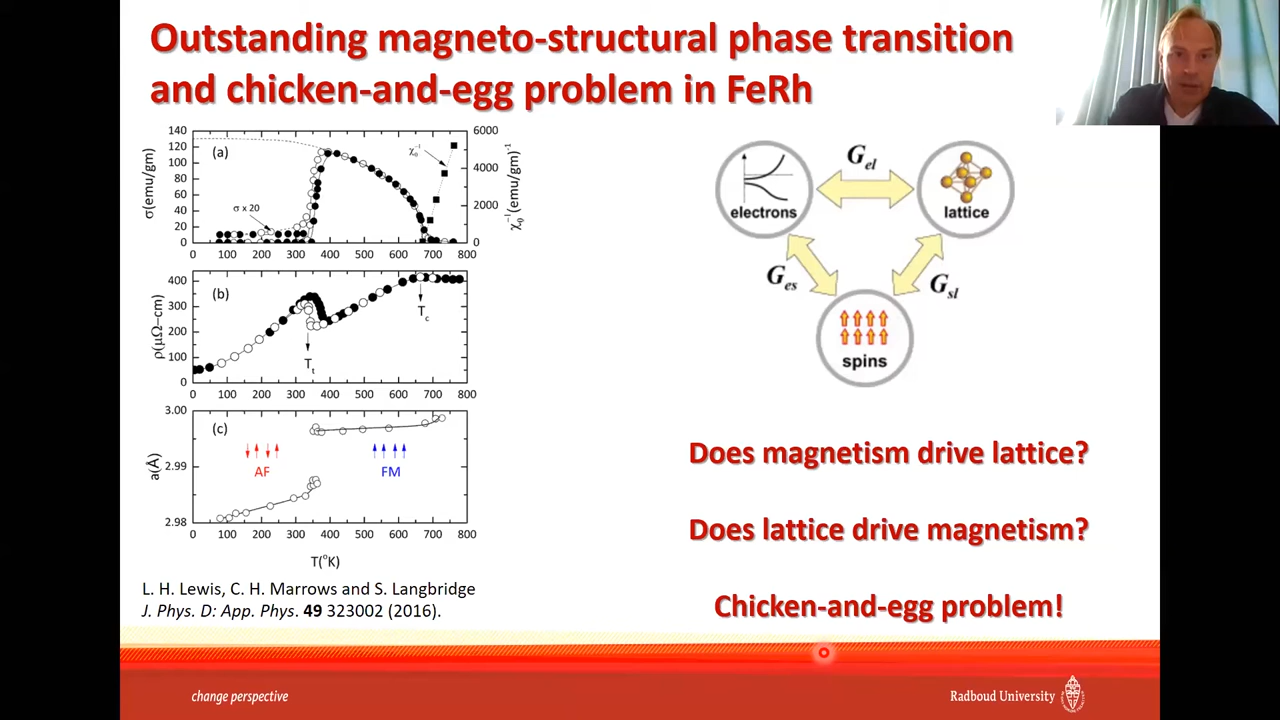 Outstanding magneto-structural phase transition
and chicken-and-egg problem in FeRh
140
120
100
80
60
40
20
0
σ(emu/gm)
(a)
σ x 20
χ₀⁻¹
6000
4000
2000
0
χ₀⁻¹(emu/gm)⁻¹
0 100 200 300 400 500 600 700 800
400
300
200
100
0
ρ(μΩ–cm)
(b)
Tₜ
T꜀
0 100 200 300 400 500 600 700 800
3.00
2.99
2.98
a(Å)
(c)
AF
FM
0 100 200 300 400 500 600 700 800
T(°K)
L. H. Lewis, C. H. Marrows and S. Langbridge
J. Phys. D: App. Phys. 49 323002 (2016).
electrons
Gel
lattice
Ges
Gsl
spins
Does magnetism drive lattice?
Does lattice drive magnetism?
Chicken-and-egg problem!
change perspective
Radboud University